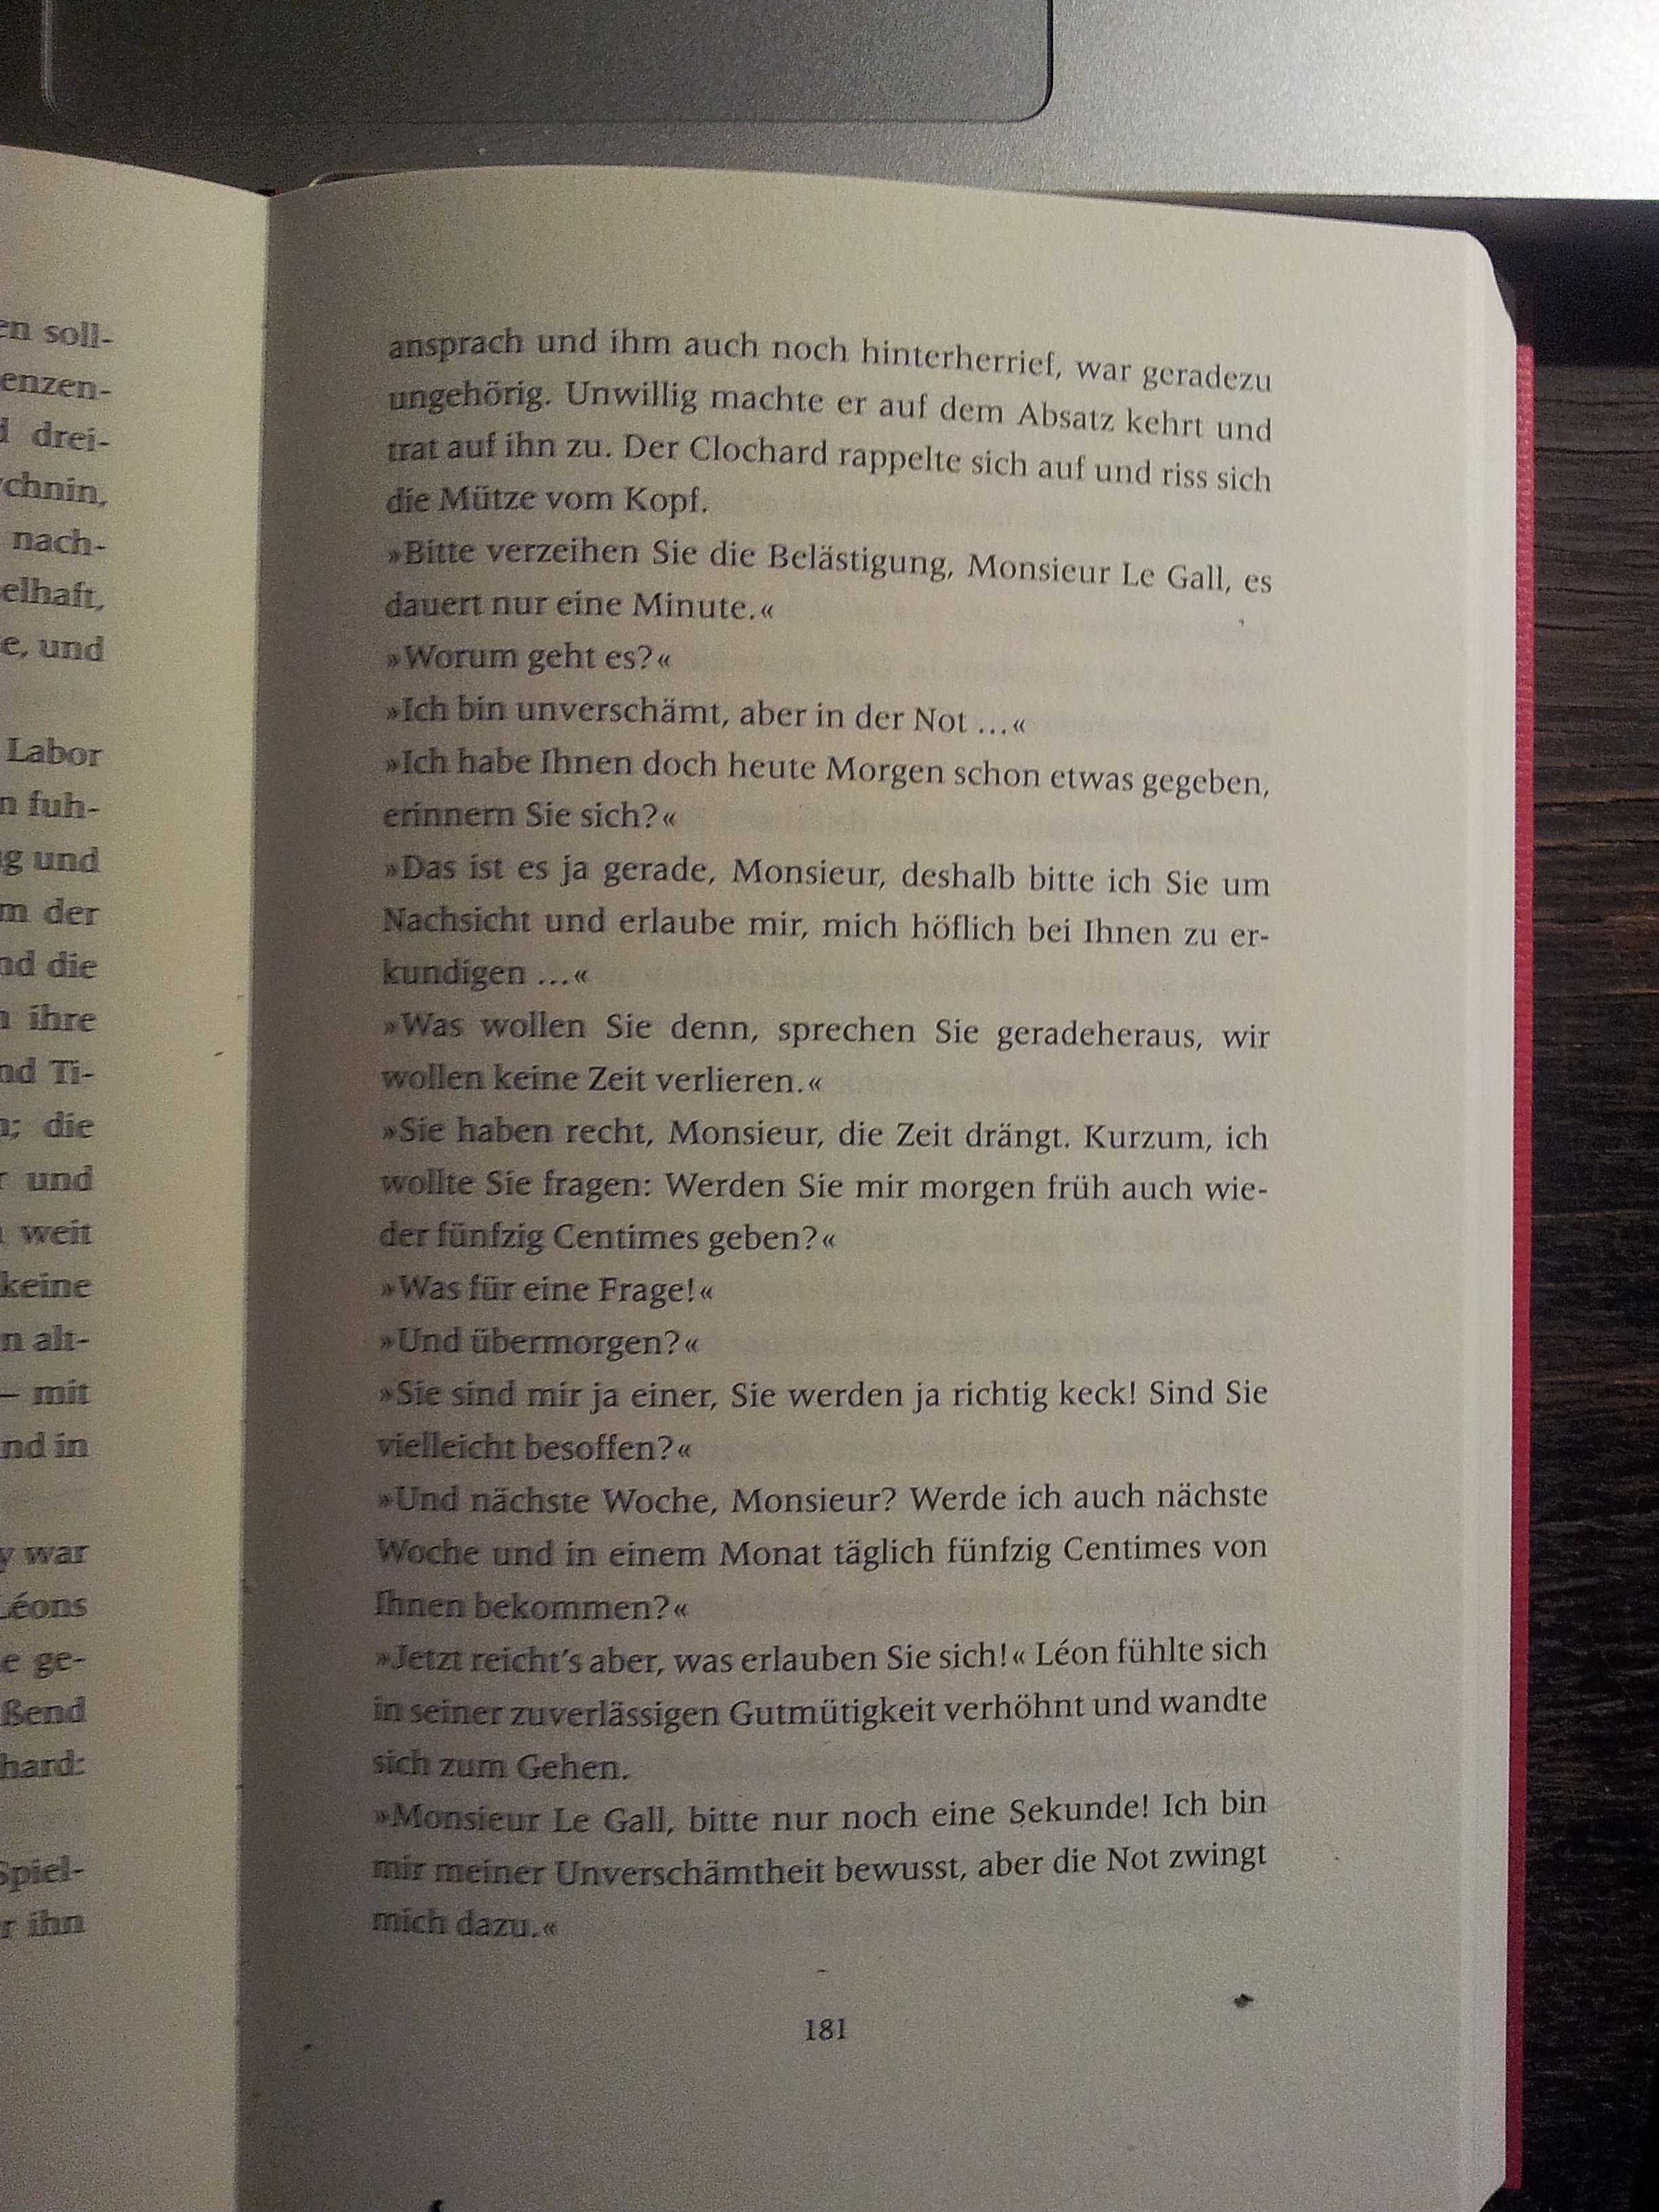 en soll-
enzen-
drei-
chnin,
nach-
elhaft,
e, und
Labor
n fuh-
g und
m der
nd die
ihre
nd Ti-
; die
und
weit
keine
n alt-
– mit
nd in
y war
Léons
e ge-
ßend
hard:
Spiel-
r ihn
ansprach und ihm auch noch hinterherrief, war geradezu
ungehörig. Unwillig machte er auf dem Absatz kehrt und
trat auf ihn zu. Der Clochard rappelte sich auf und riss sich
die Mütze vom Kopf.
»Bitte verzeihen Sie die Belästigung, Monsieur Le Gall, es
dauert nur eine Minute.«
»Worum geht es?«
»Ich bin unverschämt, aber in der Not …«
»Ich habe Ihnen doch heute Morgen schon etwas gegeben,
erinnern Sie sich?«
»Das ist es ja gerade, Monsieur, deshalb bitte ich Sie um
Nachsicht und erlaube mir, mich höflich bei Ihnen zu er-
kundigen …«
»Was wollen Sie denn, sprechen Sie geradeheraus, wir
wollen keine Zeit verlieren.«
»Sie haben recht, Monsieur, die Zeit drängt. Kurzum, ich
wollte Sie fragen: Werden Sie mir morgen früh auch wie-
der fünfzig Centimes geben?«
»Was für eine Frage!«
»Und übermorgen?«
»Sie sind mir ja einer, Sie werden ja richtig keck! Sind Sie
vielleicht besoffen?«
»Und nächste Woche, Monsieur? Werde ich auch nächste
Woche und in einem Monat täglich fünfzig Centimes von
Ihnen bekommen?«
»Jetzt reicht's aber, was erlauben Sie sich!« Léon fühlte sich
in seiner zuverlässigen Gutmütigkeit verhöhnt und wandte
sich zum Gehen.
»Monsieur Le Gall, bitte nur noch eine Sekunde! Ich bin
mir meiner Unverschämtheit bewusst, aber die Not zwingt
mich dazu.«
181